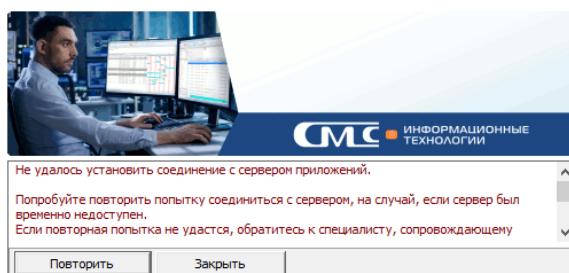 СМС ИНФОРМАЦИОННЫЕ
ТЕХНОЛОГИИ
Не удалось установить соединение с сервером приложений.
Попробуйте повторить попытку соединиться с сервером, на случай, если сервер был
временно недоступен.
Если повторная попытка не удастся, обратитесь к специалисту, сопровождающему
Повторить
Закрыть